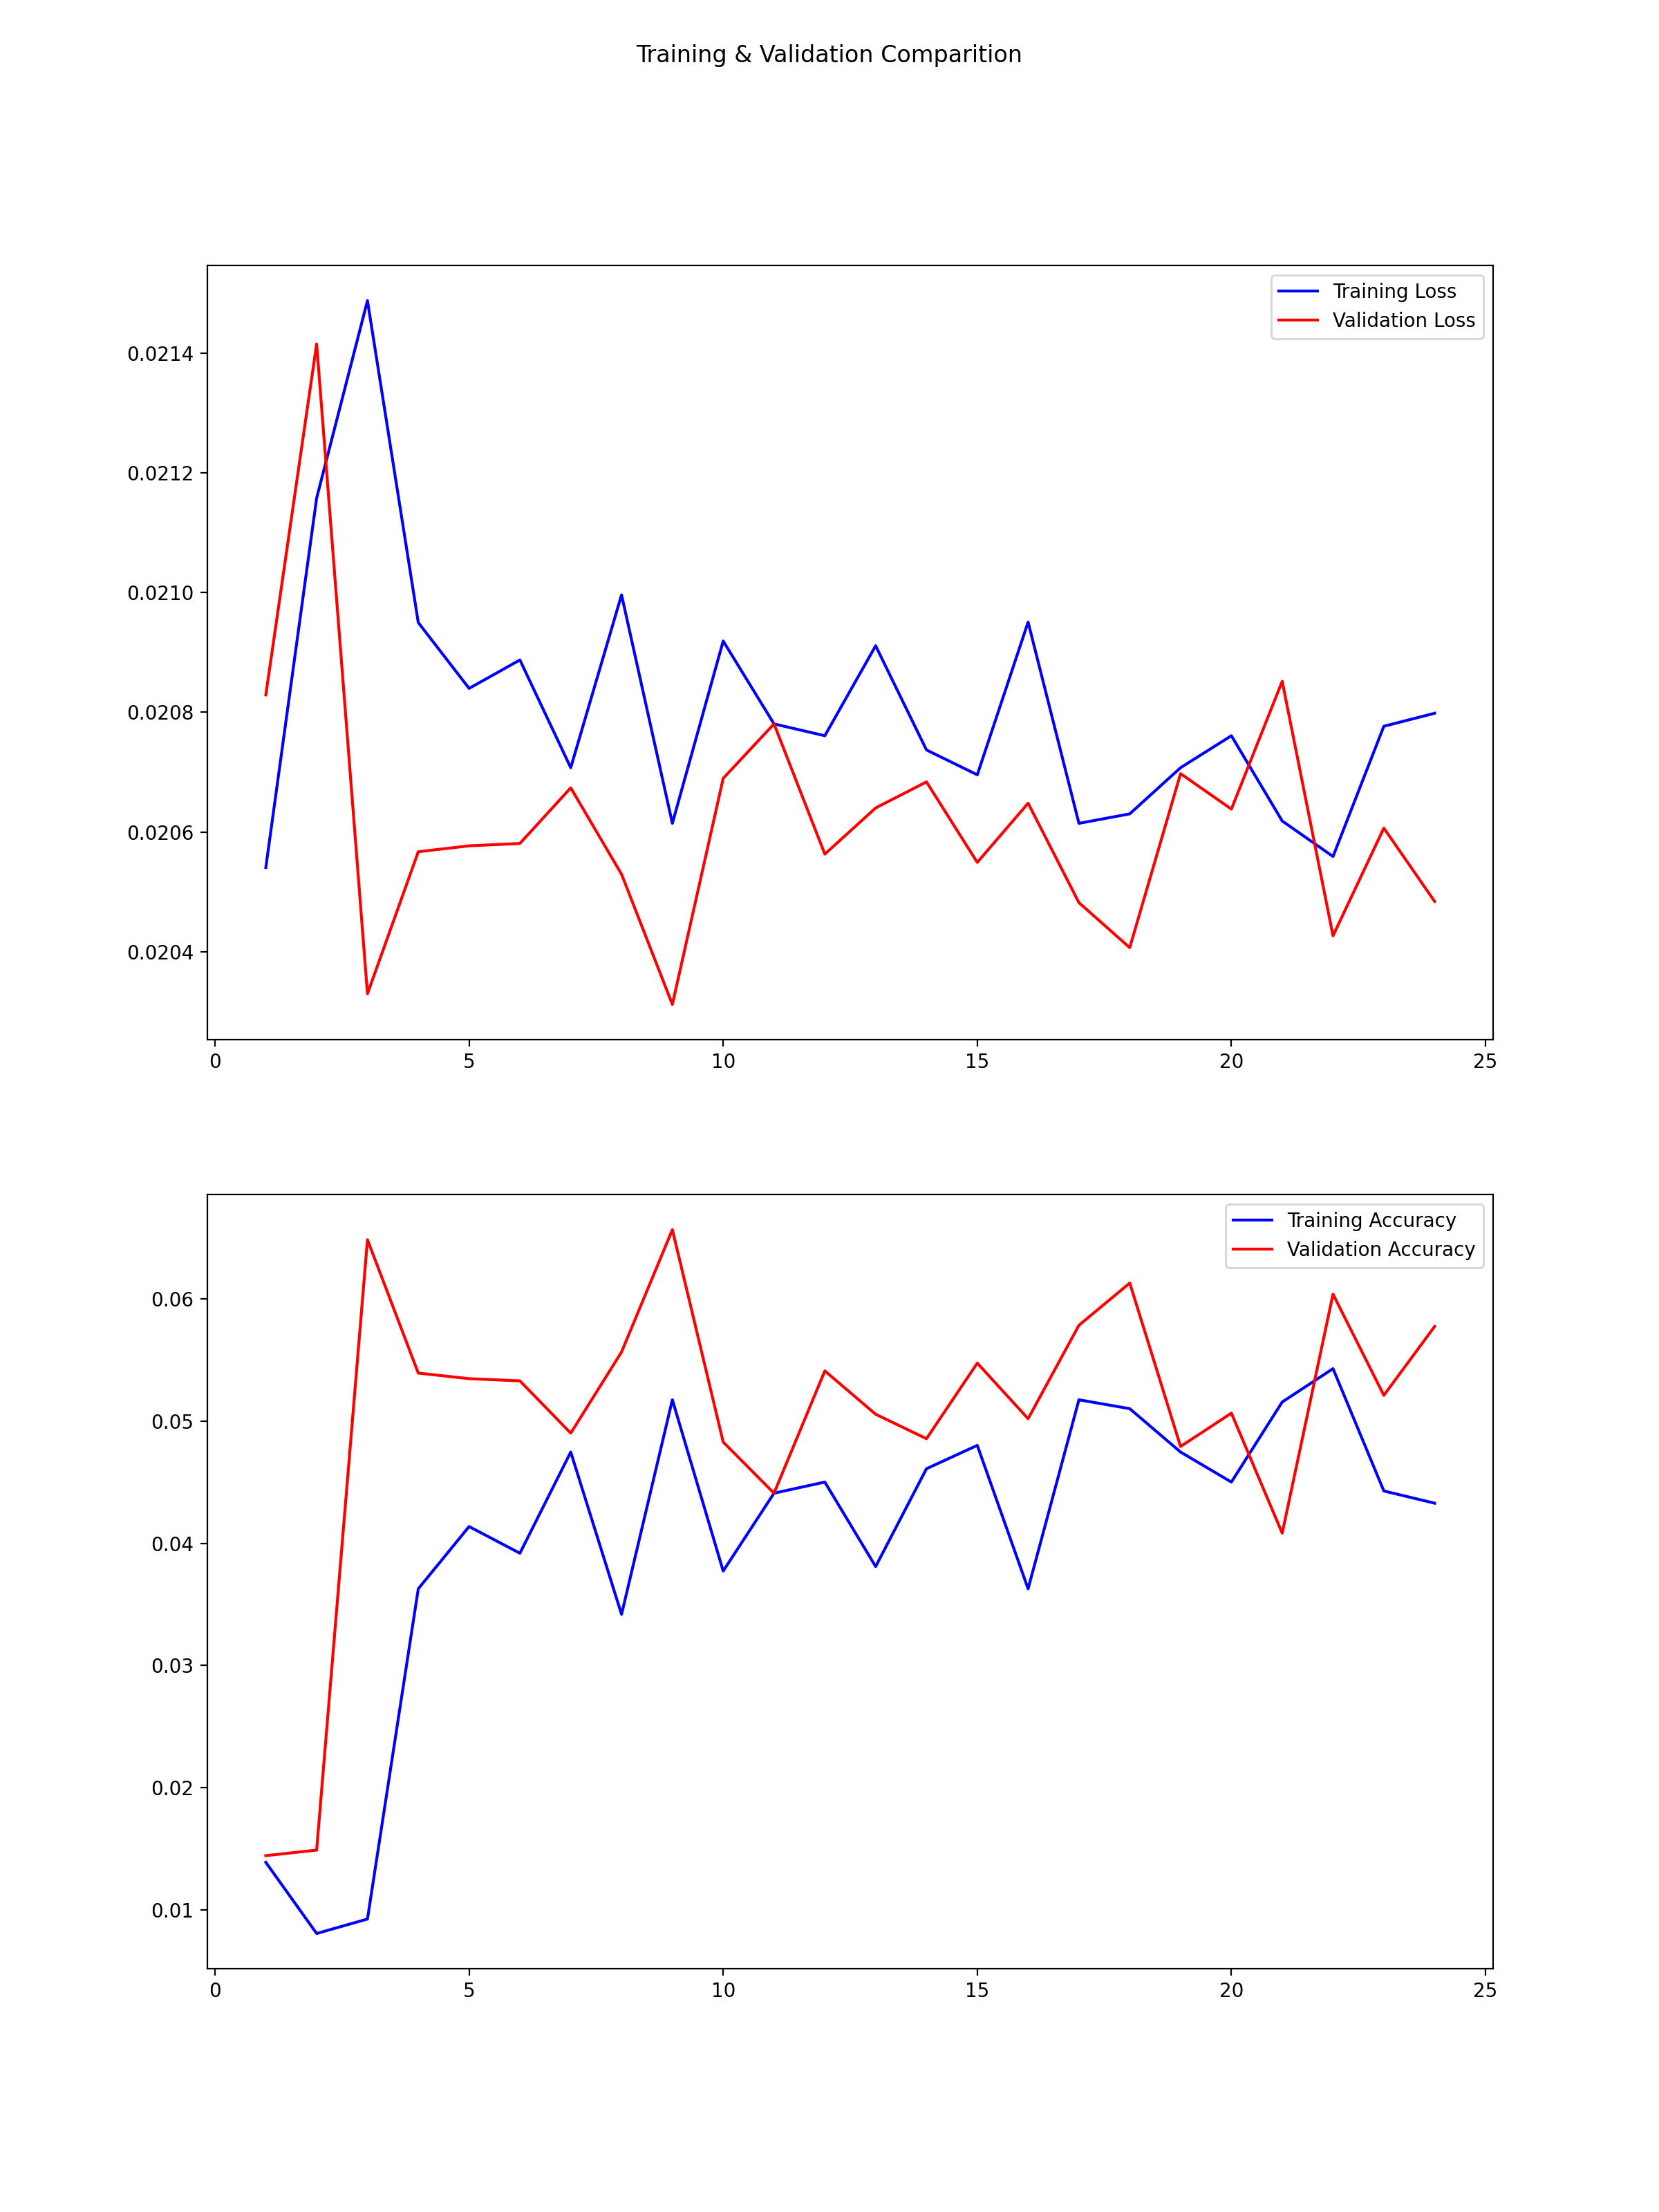 Training & Validation Comparition
Training Loss
Validation Loss
0.0214
0.0212
0.0210
0.0208
0.0206
0.0204
0 5 10 15 20 25
Training Accuracy
Validation Accuracy
0.06
0.05
0.04
0.03
0.02
0.01
0 5 10 15 20 25